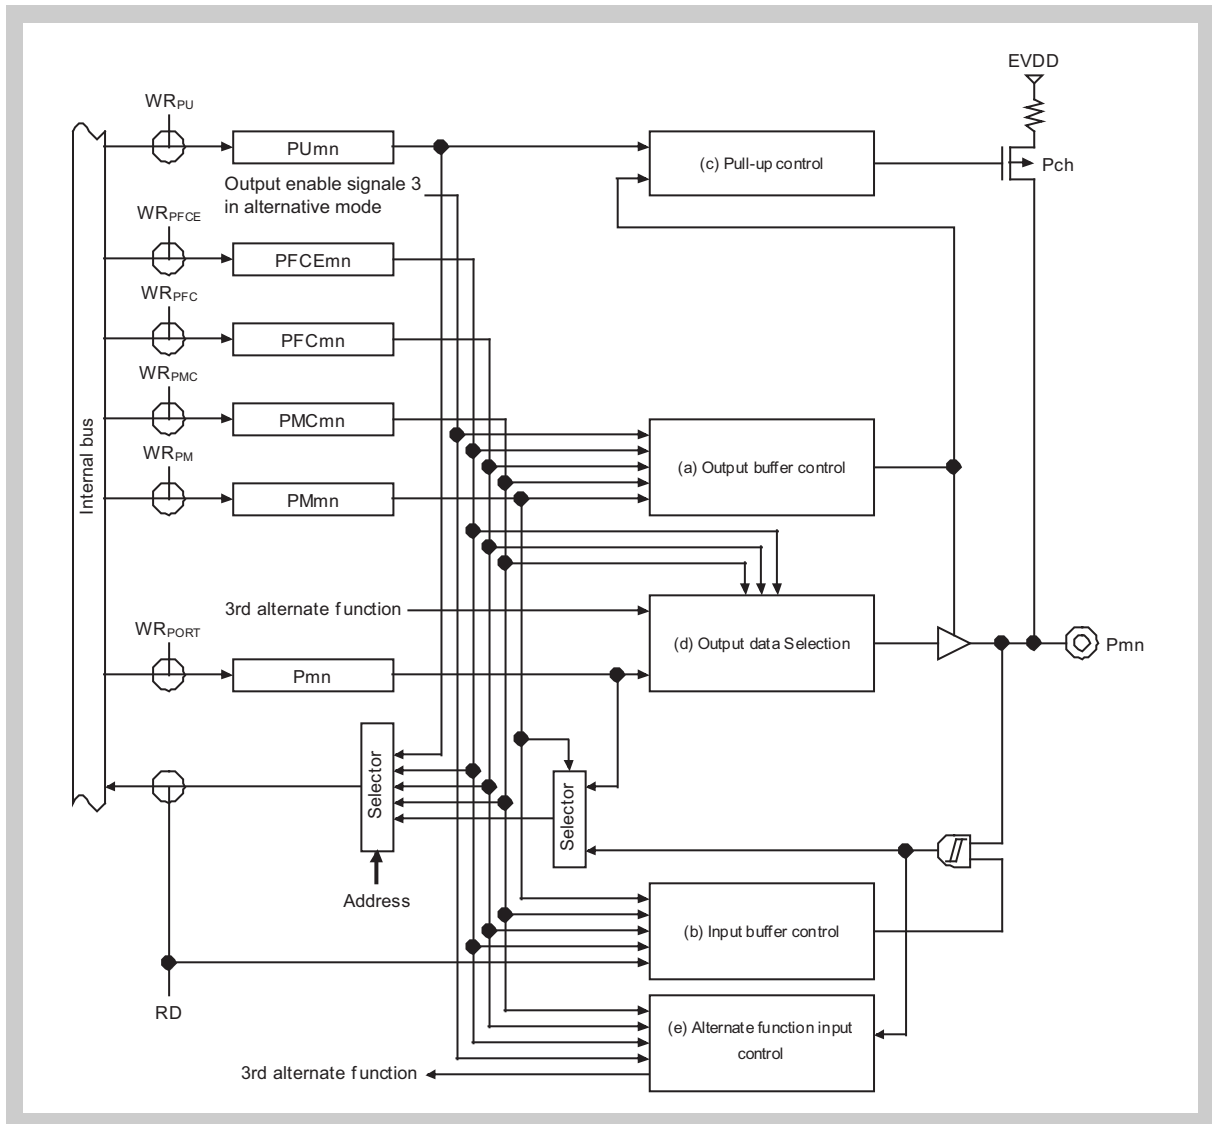 EVDD
WRPU
PUmn
(c) Pull-up control
Pch
Output enable signale 3
in alternative mode
WRPFCE
PFCEmn
WRPFC
PFCmn
WRPMC
PMCmn
Internal bus
WRPM
PMmn
(a) Output buffer control
3rd alternate function
WRPORT
Pmn
(d) Output data Selection
Pmn
Selector
Selector
Address
(b) Input buffer control
RD
(e) Alternate function input
control
3rd alternate function